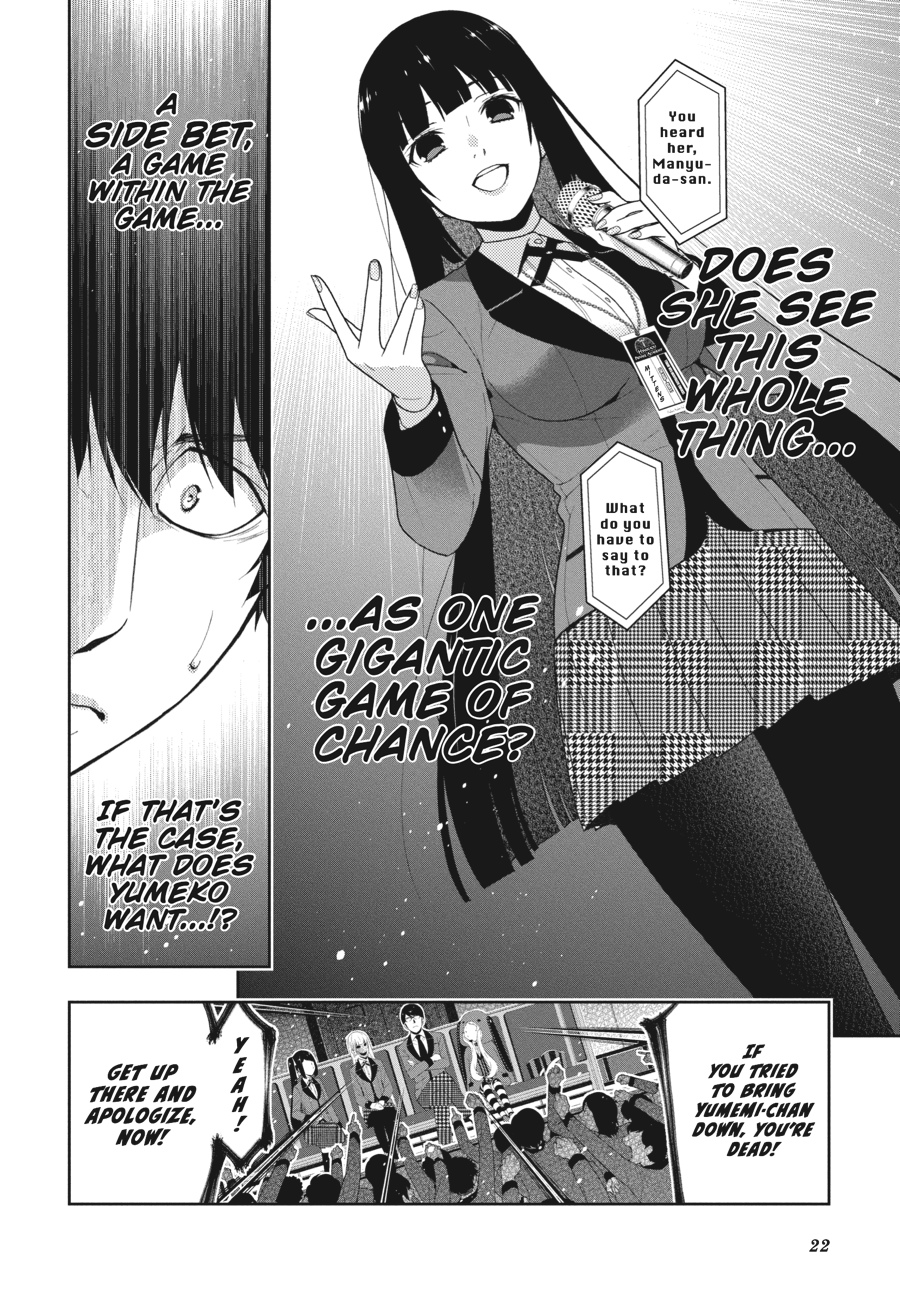 You
heard
her,
Manyu-
da-san.
DOES
SHE SEE
THIS
WHOLE
THING...
What
do you
have to
say to
that?
...AS ONE
GIGANTIC
GAME OF
CHANCE?
A
SIDE BET,
A GAME
WITHIN THE
GAME...
IF THAT'S
THE CASE,
WHAT DOES
YUMEKO
WANT...!?
IF
YOU TRIED
TO BRING
YUMEMI-CHAN
DOWN, YOU'RE
DEAD!
YEAH!
GET UP
THERE AND
APOLOGIZE,
NOW!
22